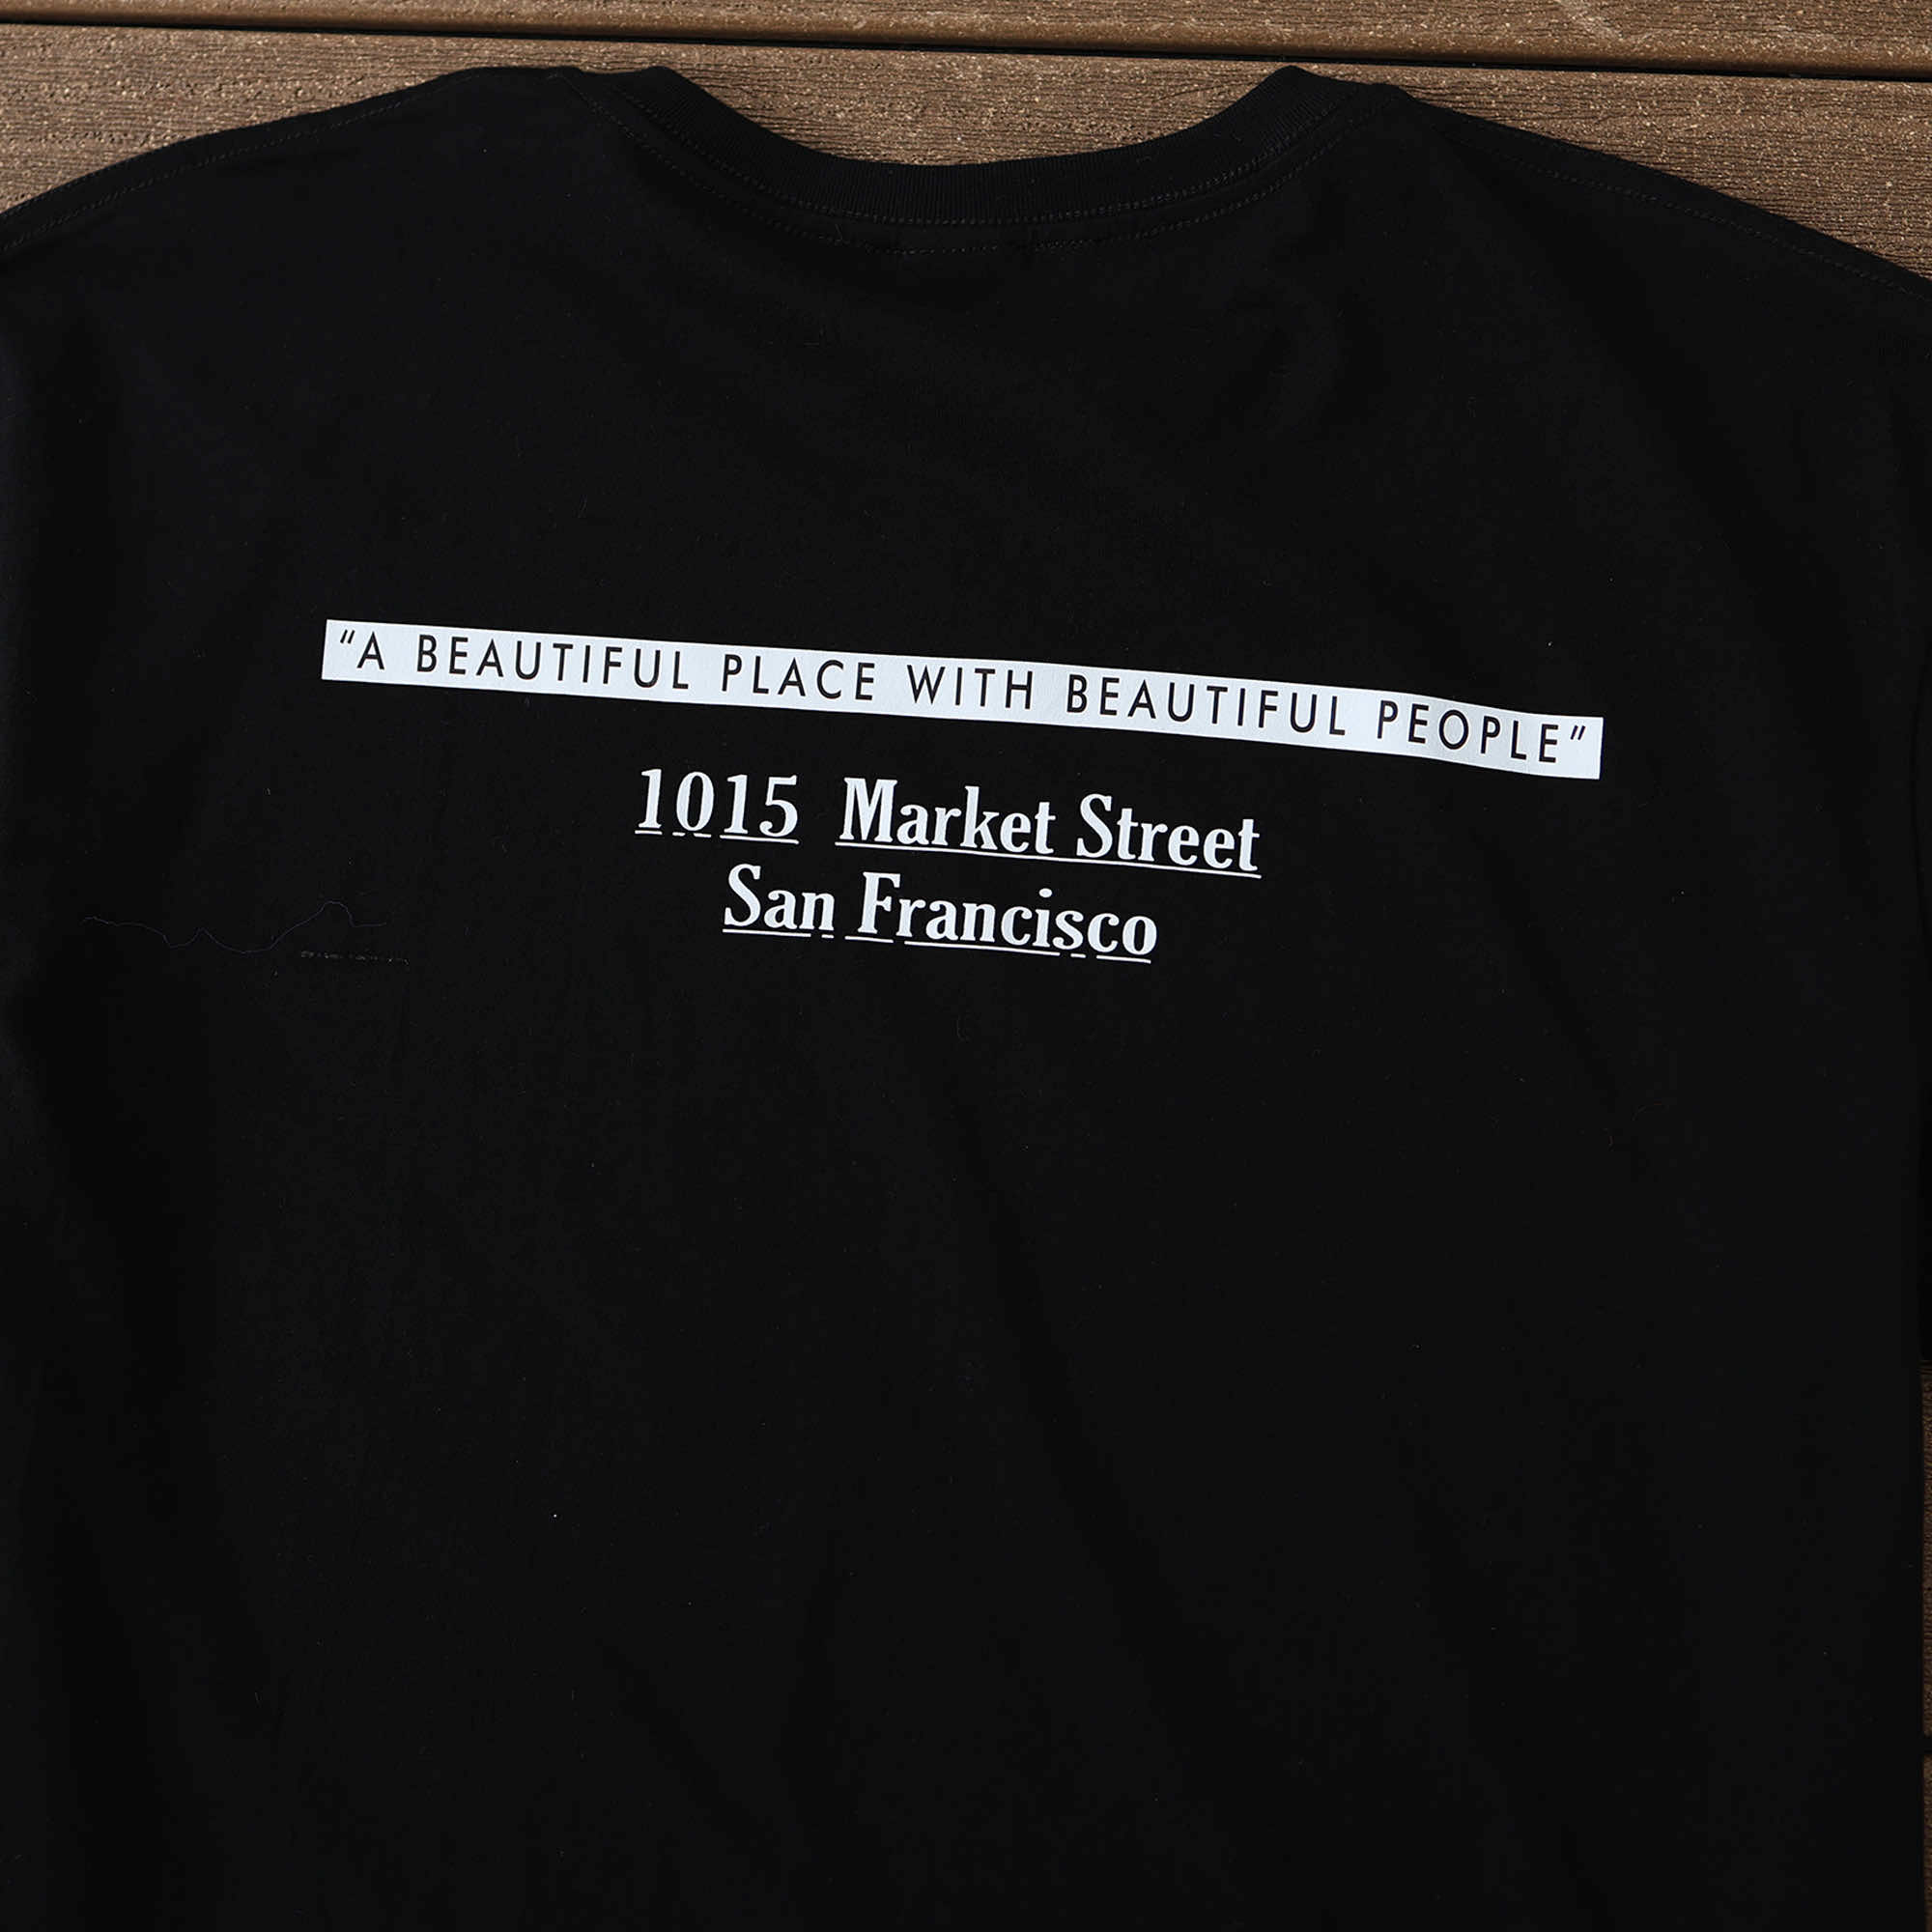 “A BEAUTIFUL PLACE WITH BEAUTIFUL PEOPLE”
1015 Market Street
San Francisco